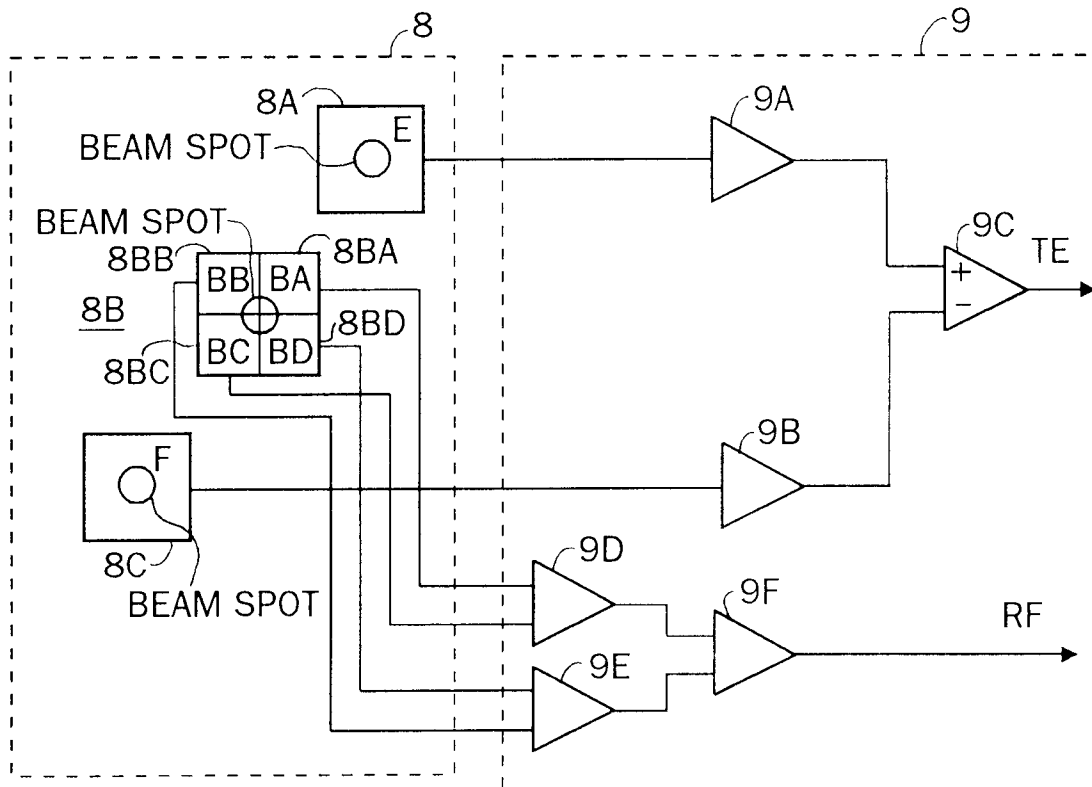 8
9
8A
E
BEAM SPOT
9A
BEAM SPOT
8BB
8BA
9C
TE
BB
BA
+
−
8B
8BD
8BC
BC
BD
9B
F
8C
BEAM SPOT
9D
9F
RF
9E